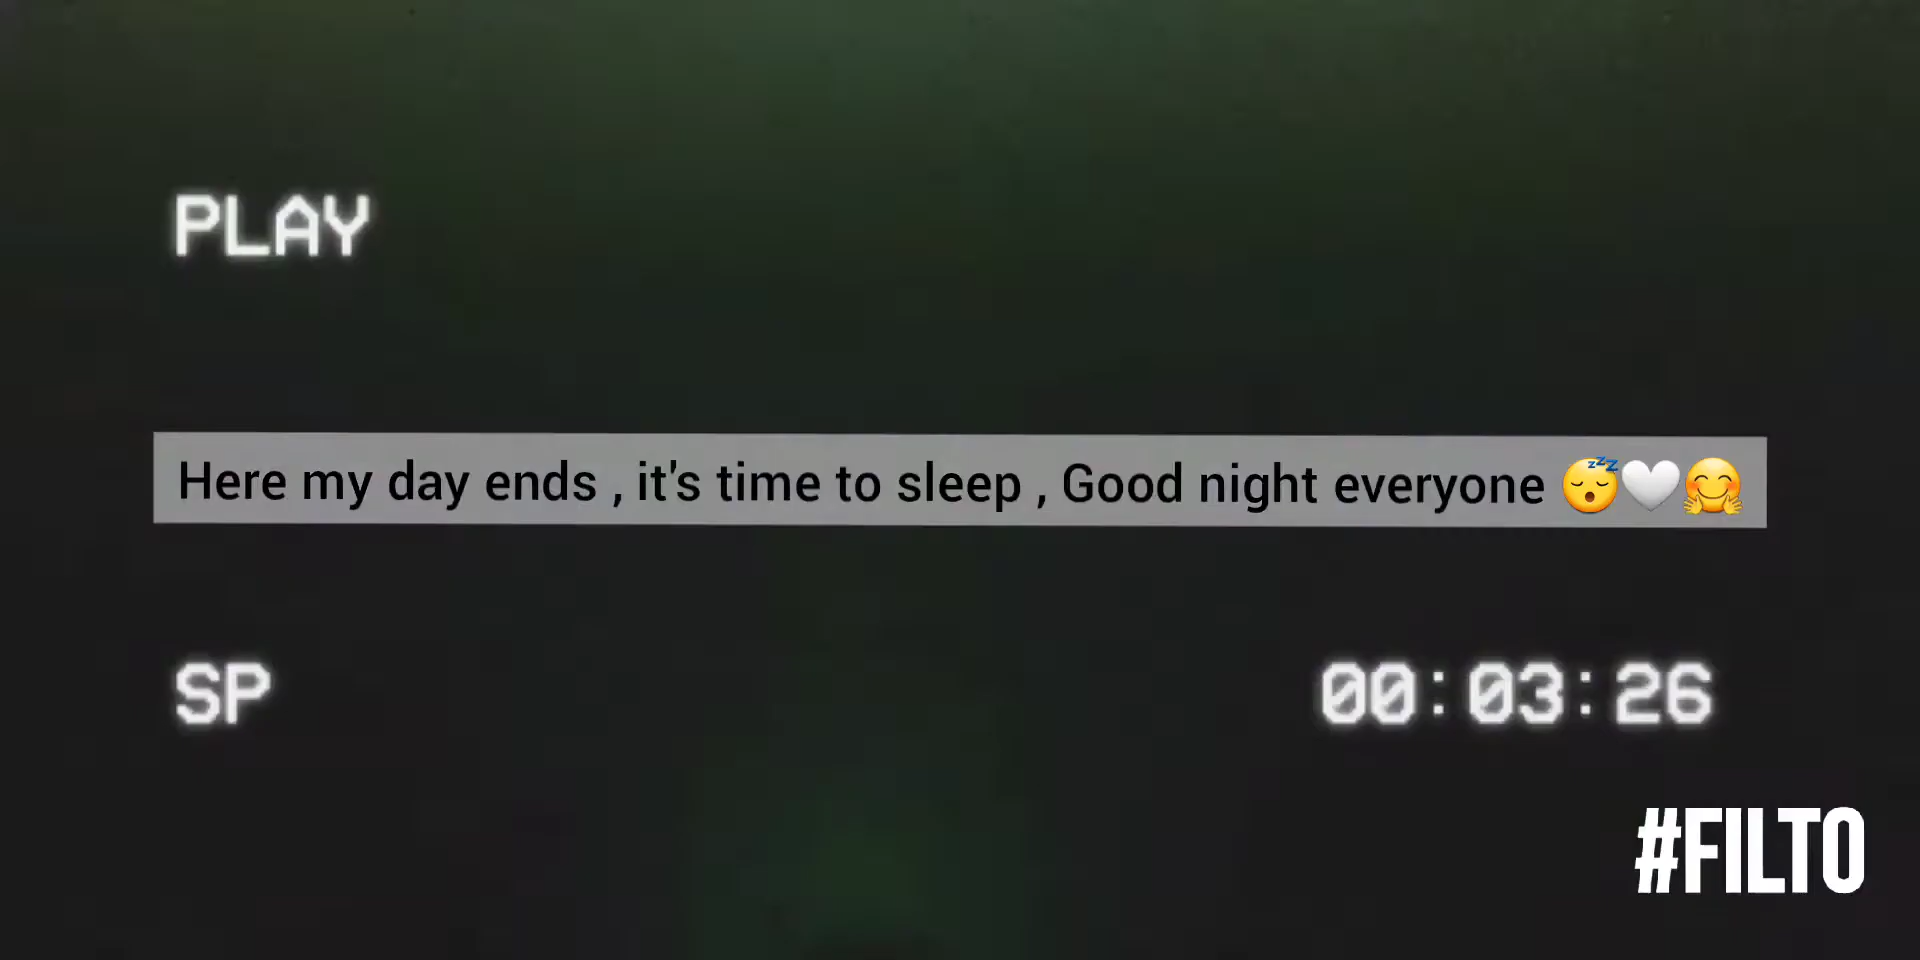 PLAY
Here my day ends , it's time to sleep , Good night everyone 😴🤍🤗
SP
00:03:26
#FILTO